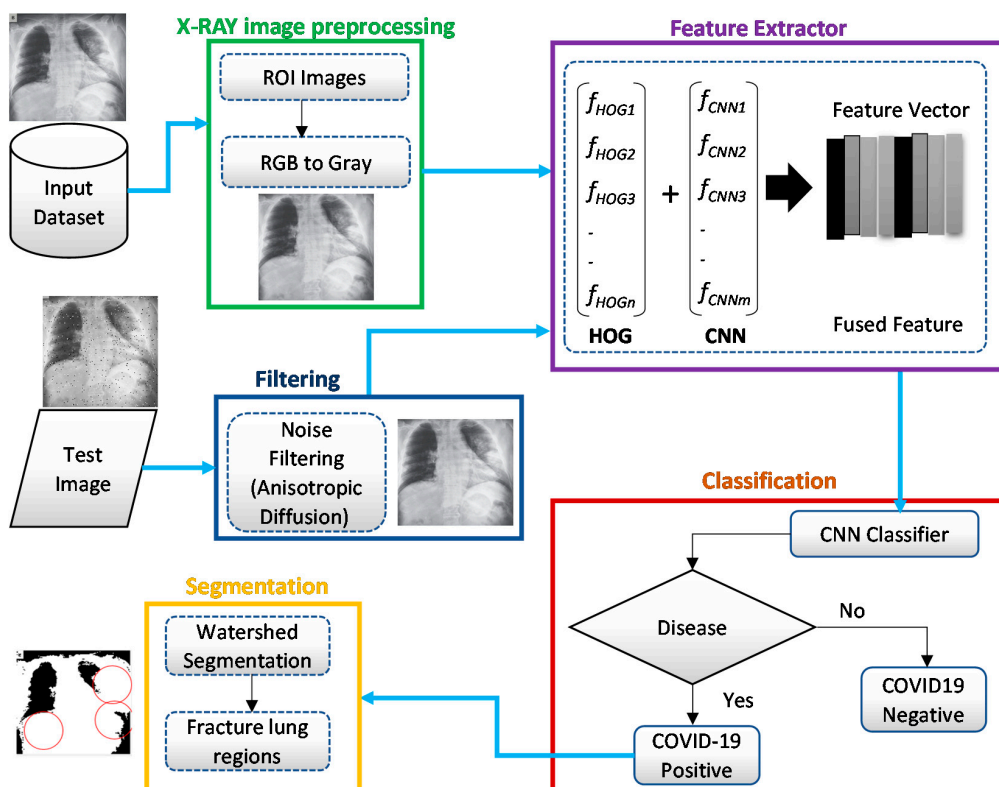 X-RAY image preprocessing
ROI Images
RGB to Gray
Input
Dataset
Feature Extractor
fHOG1
fHOG2
fHOG3
-
-
fHOGn
HOG
+
fCNN1
fCNN2
fCNN3
-
-
fCNNm
CNN
Feature Vector
Fused Feature
Test
Image
Filtering
Noise
Filtering
(Anisotropic
Diffusion)
Classification
CNN Classifier
Disease
No
Yes
COVID19
Negative
COVID-19
Positive
Segmentation
Watershed
Segmentation
Fracture lung
regions